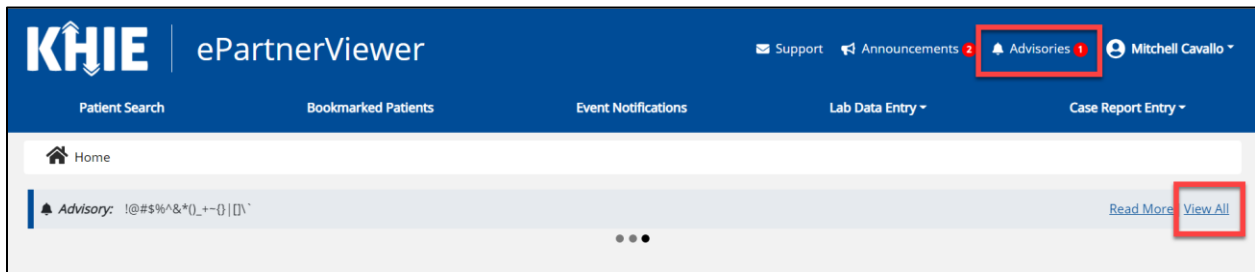 KHIE ePartnerViewer Support Announcements 2 Advisories 1 Mitchell Cavallo
Patient Search Bookmarked Patients Event Notifications Lab Data Entry Case Report Entry
Home
Advisory: !@#$%^&*()_+~{}|[]\` Read More View All